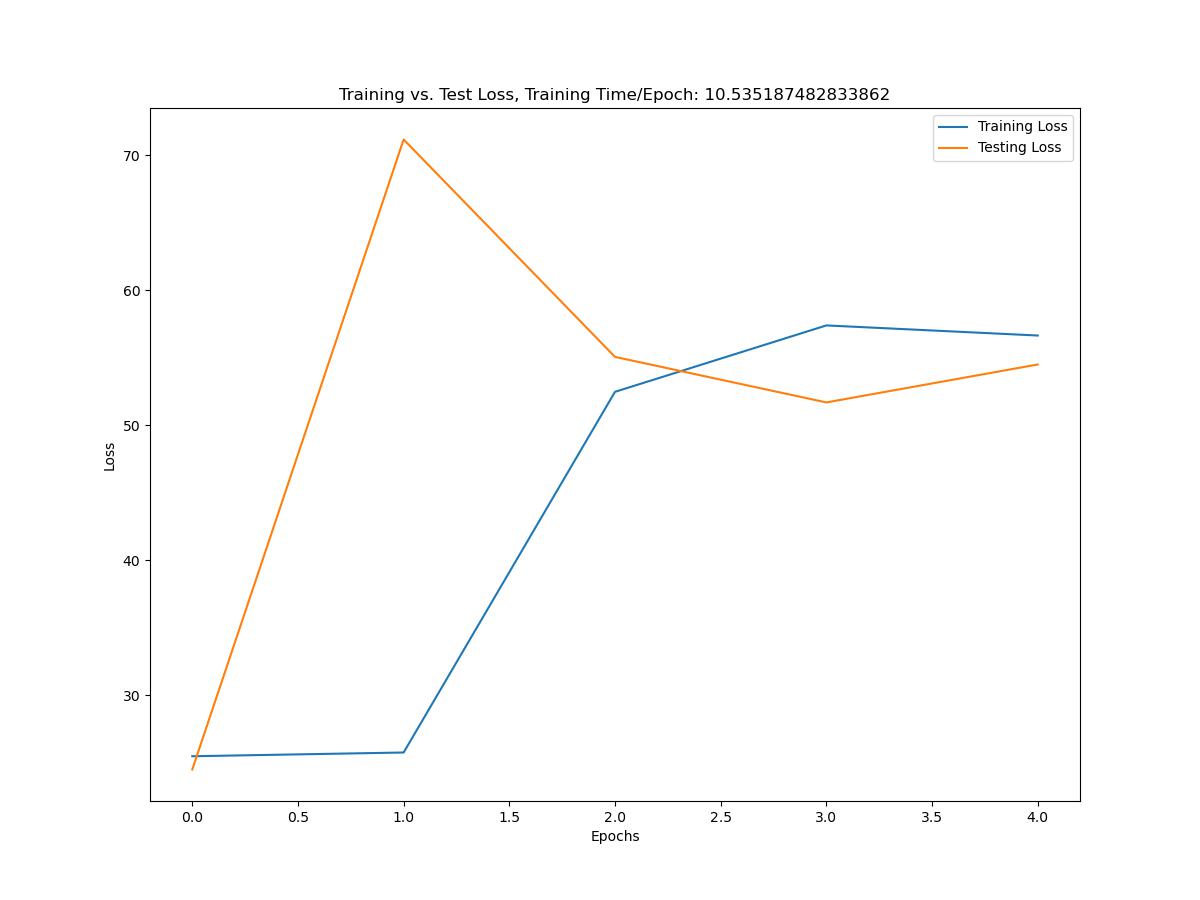 Training vs. Test Loss, Training Time/Epoch: 10.535187482833862
Training Loss
Testing Loss
70
60
50
40
30
Loss
0.0 0.5 1.0 1.5 2.0 2.5 3.0 3.5 4.0
Epochs